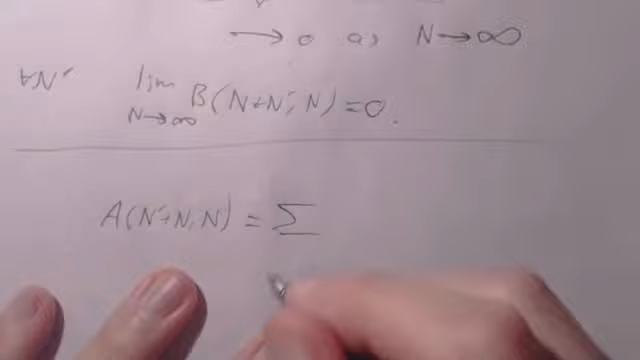 ⟶ 0 as N→∞
∀N' lim B(N+N', N) = 0.
N→∞
A(N'+N, N) = Σ